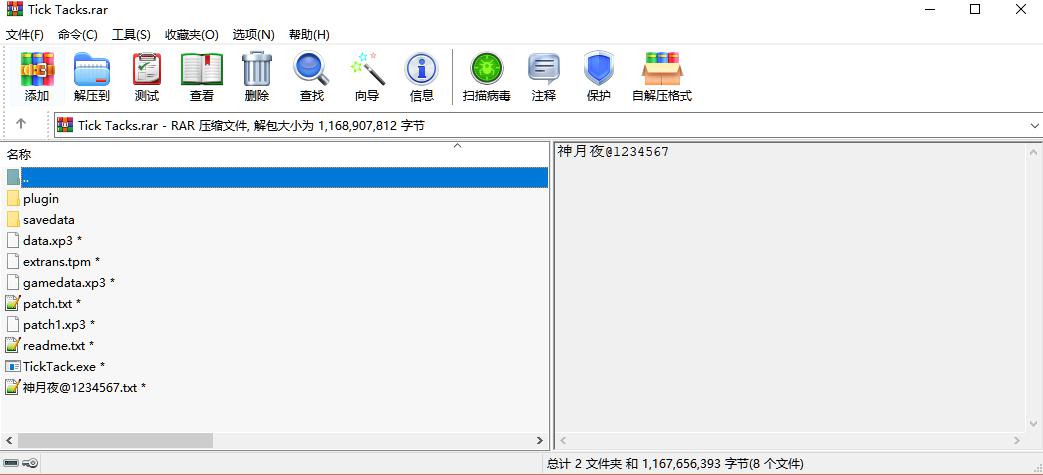 Tick Tacks.rar
文件(F) 命令(C) 工具(S) 收藏夹(O) 选项(N) 帮助(H)
添加 解压到 测试 查看 删除 查找 向导 信息 扫描病毒 注释 保护 自解压格式
Tick Tacks.rar - RAR 压缩文件, 解包大小为 1,168,907,812 字节
名称
神月夜@1234567
..
plugin
savedata
data.xp3 *
extrans.tpm *
gamedata.xp3 *
patch.txt *
patch1.xp3 *
readme.txt *
TickTack.exe *
神月夜@1234567.txt *
总计 2 文件夹 和 1,167,656,393 字节(8 个文件)